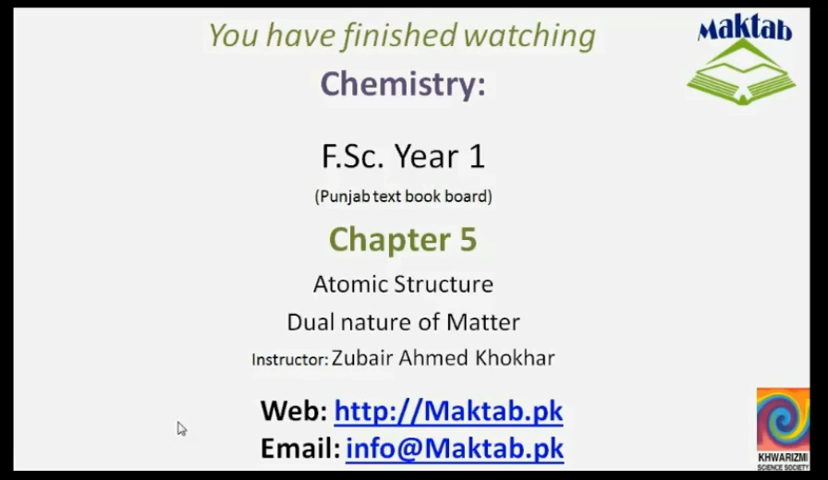 You have finished watching
Maktab
Chemistry:
F.Sc. Year 1
(Punjab text book board)
Chapter 5
Atomic Structure
Dual nature of Matter
Instructor: Zubair Ahmed Khokhar
Web: http://Maktab.pk
Email: info@Maktab.pk
KHWARIZMI
SCIENCE SOCIETY